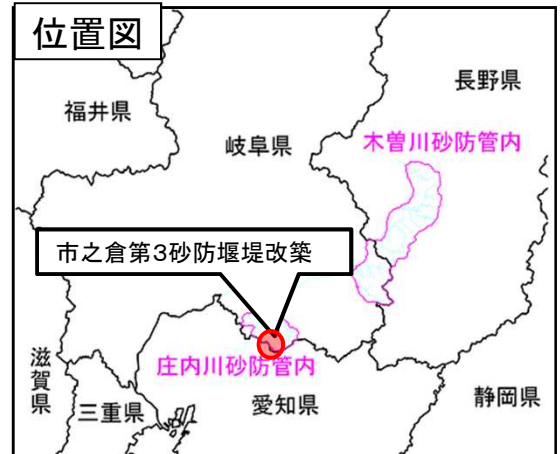 位置図
長野県
福井県
岐阜県
木曽川砂防管内
市之倉第3砂防堰堤改築
庄内川砂防管内
滋賀県
三重県
愛知県
静岡県